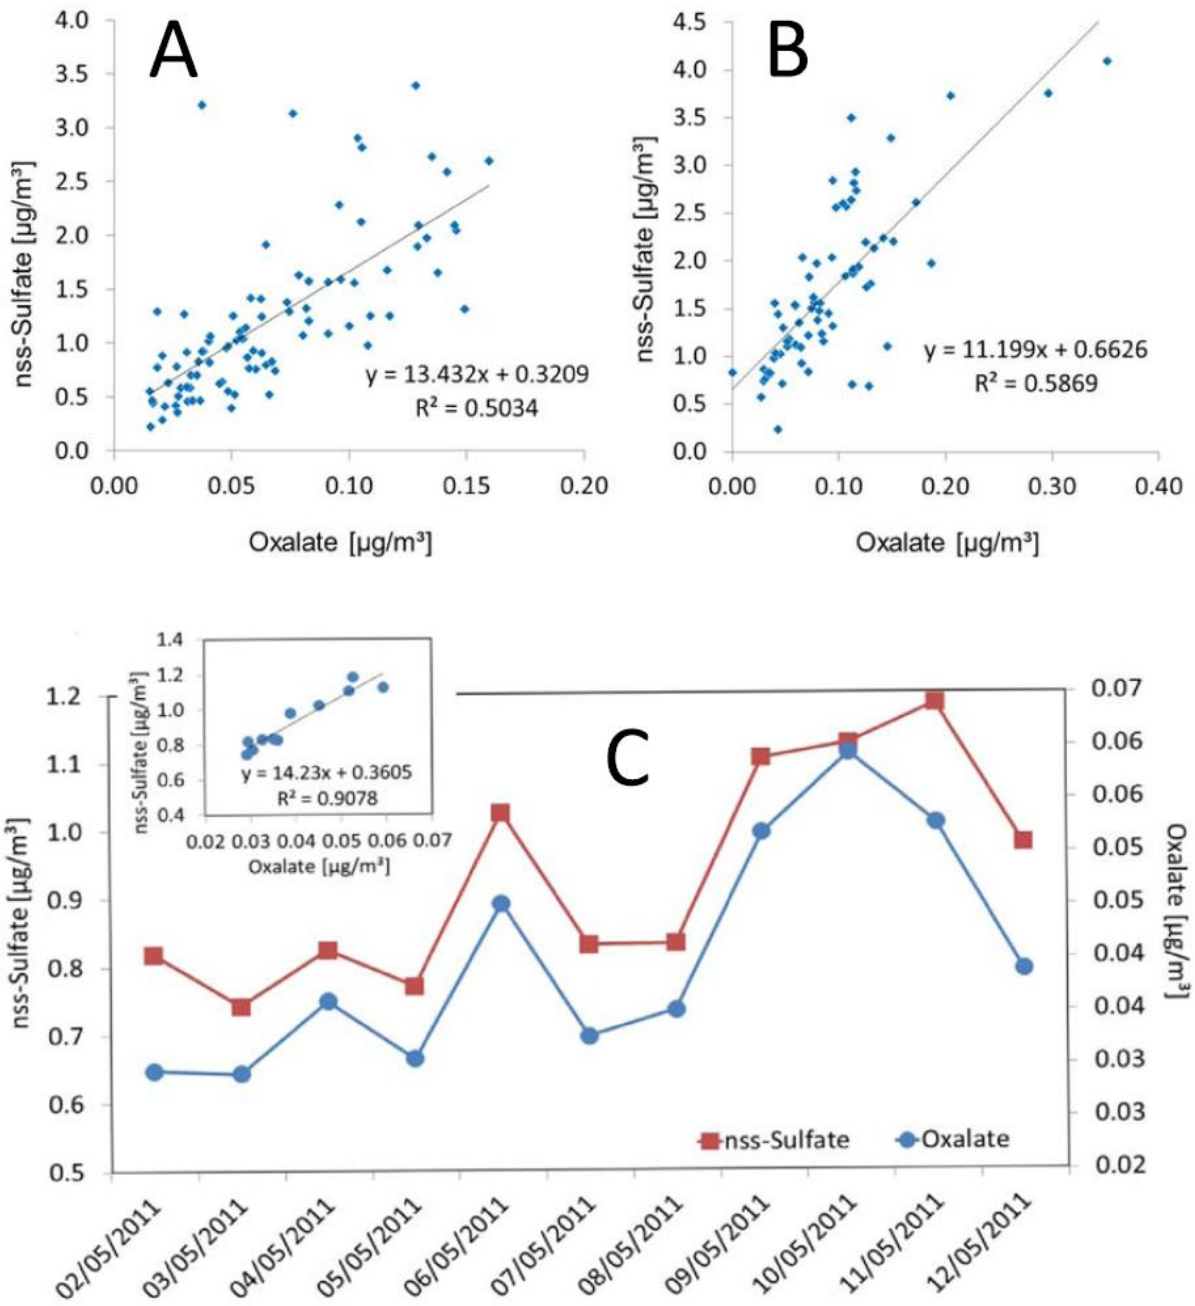 A
4.0
3.5
3.0
2.5
2.0
1.5
1.0
0.5
0.0
nss-Sulfate [µg/m³]
y = 13.432x + 0.3209
R² = 0.5034
0.00 0.05 0.10 0.15 0.20
Oxalate [µg/m³]
B
4.5
4.0
3.5
3.0
2.5
2.0
1.5
1.0
0.5
0.0
nss-Sulfate [µg/m³]
y = 11.199x + 0.6626
R² = 0.5869
0.00 0.10 0.20 0.30 0.40
Oxalate [µg/m³]
1.4
1.2
1.0
0.8
0.6
0.4
nss-Sulfate [µg/m³]
y = 14.23x + 0.3605
R² = 0.9078
0.02 0.03 0.04 0.05 0.06 0.07
Oxalate [µg/m³]
C
1.2
1.1
1.0
0.9
0.8
0.7
0.6
0.5
nss-Sulfate [µg/m³]
0.07
0.06
0.06
0.05
0.05
0.04
0.04
0.03
0.03
0.02
Oxalate [µg/m³]
nss-Sulfate Oxalate
02/05/2011
03/05/2011
04/05/2011
05/05/2011
06/05/2011
07/05/2011
08/05/2011
09/05/2011
10/05/2011
11/05/2011
12/05/2011